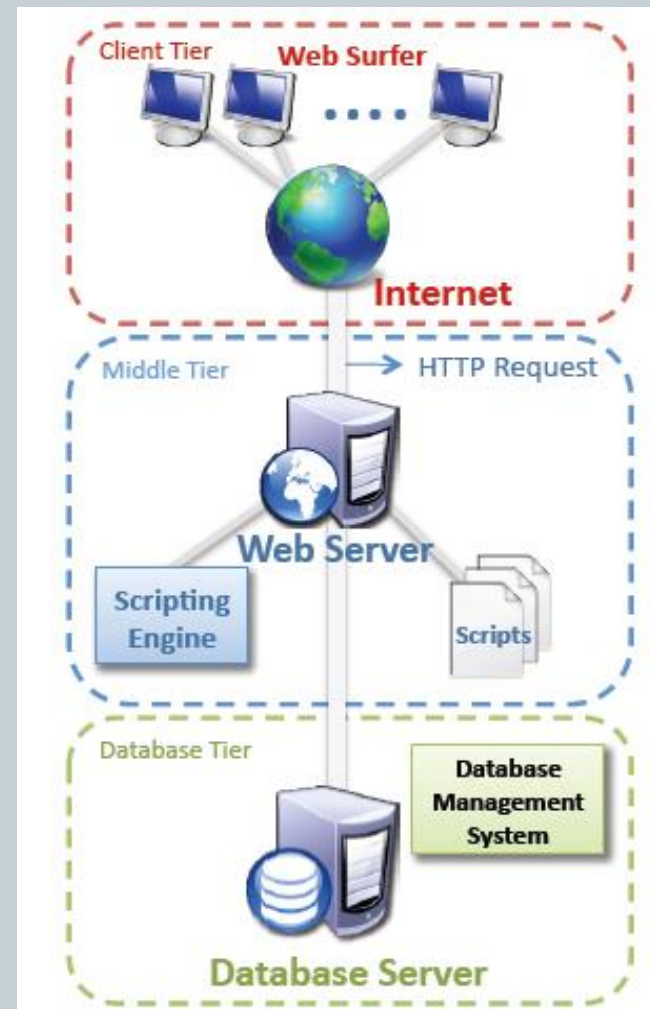 Client Tier
Web Surfer
Internet
Middle Tier
HTTP Request
Web Server
Scripting
Engine
Scripts
Database Tier
Database
Management
System
Database Server